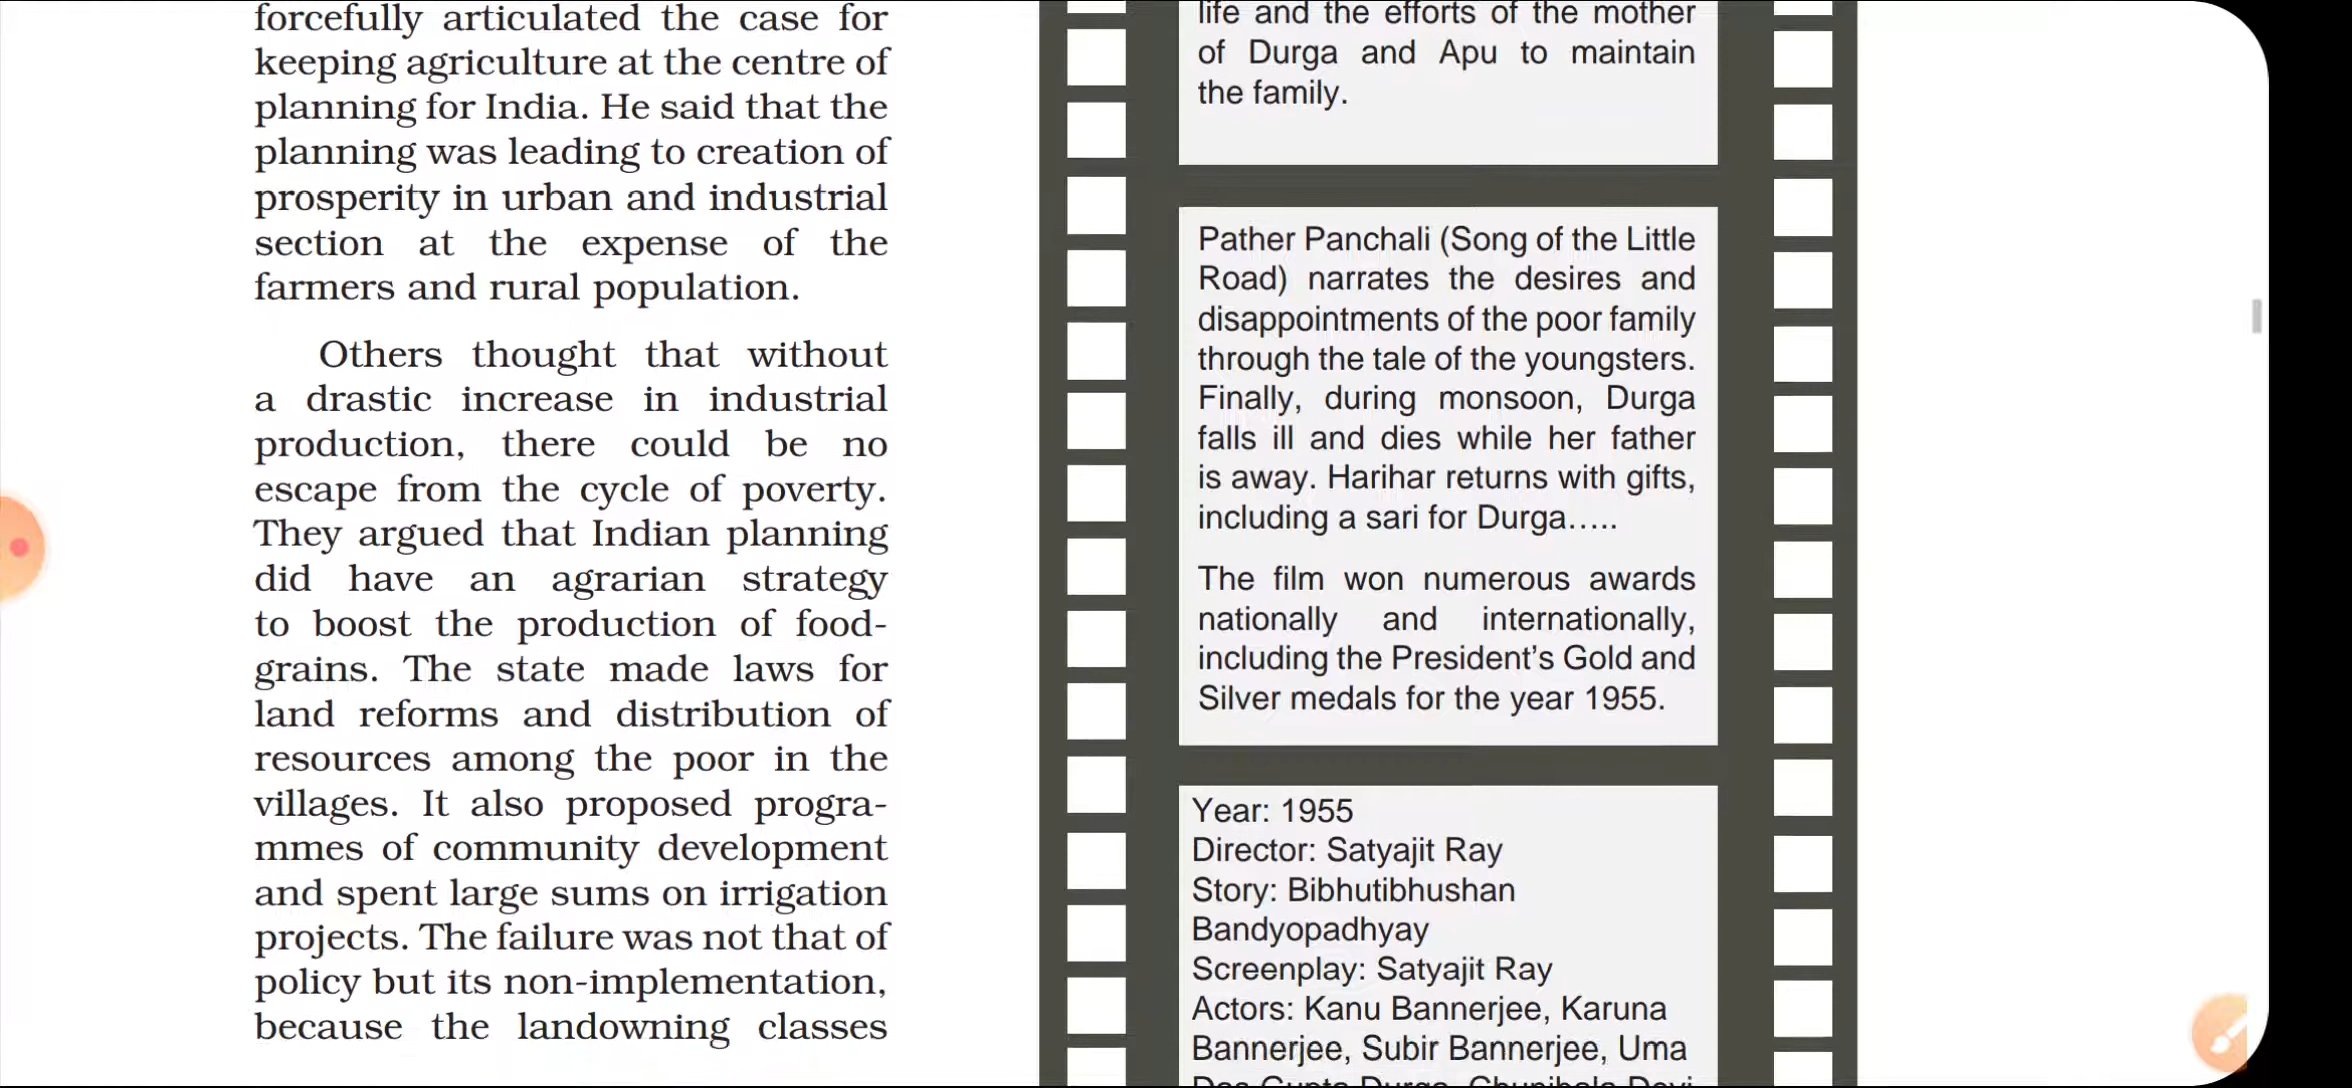 forcefully articulated the case for
keeping agriculture at the centre of
planning for India. He said that the
planning was leading to creation of
prosperity in urban and industrial
section at the expense of the
farmers and rural population.
Others thought that without
a drastic increase in industrial
production, there could be no
escape from the cycle of poverty.
They argued that Indian planning
did have an agrarian strategy
to boost the production of food-
grains. The state made laws for
land reforms and distribution of
resources among the poor in the
villages. It also proposed progra-
mmes of community development
and spent large sums on irrigation
projects. The failure was not that of
policy but its non-implementation,
because the landowning classes
life and the efforts of the mother
of Durga and Apu to maintain
the family.
Pather Panchali (Song of the Little
Road) narrates the desires and
disappointments of the poor family
through the tale of the youngsters.
Finally, during monsoon, Durga
falls ill and dies while her father
is away. Harihar returns with gifts,
including a sari for Durga.....
The film won numerous awards
nationally and internationally,
including the President's Gold and
Silver medals for the year 1955.
Year: 1955
Director: Satyajit Ray
Story: Bibhutibhushan
Bandyopadhyay
Screenplay: Satyajit Ray
Actors: Kanu Bannerjee, Karuna
Bannerjee, Subir Bannerjee, Uma
Das Gupta Durga, Chunibala Devi